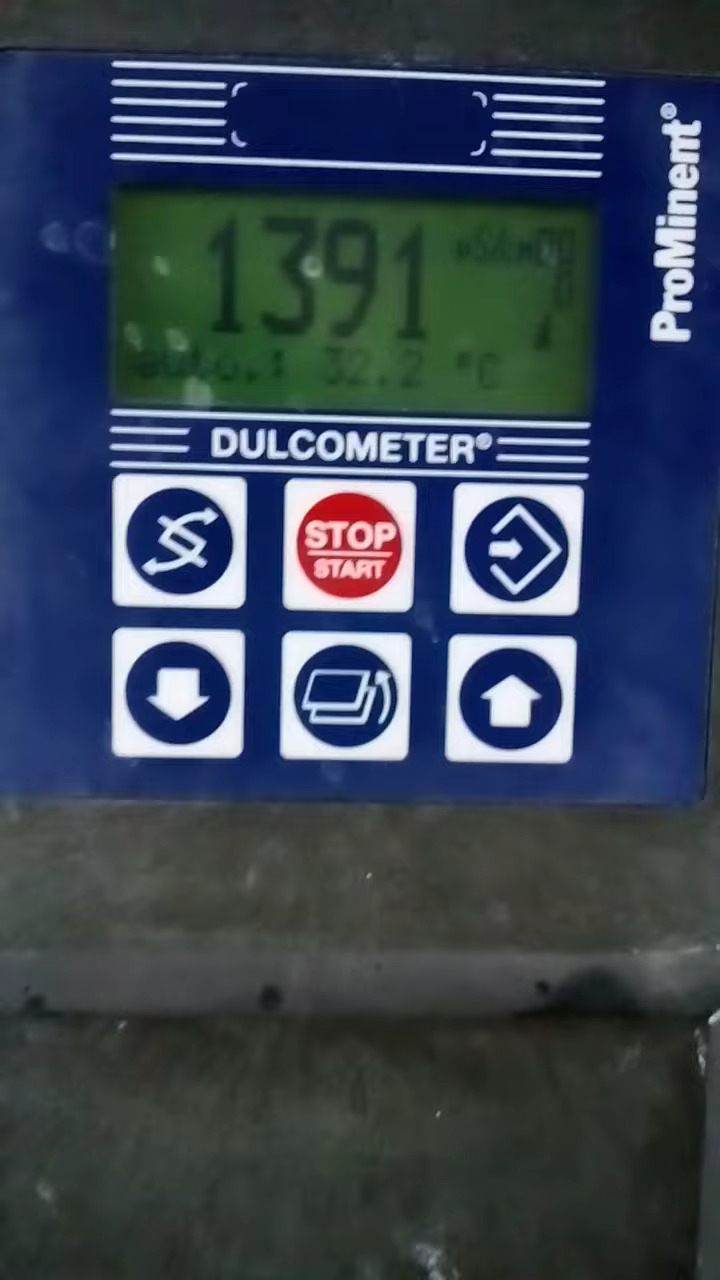 ProMinent®
1391 µS/cm
auto.: 32.2 °C
DULCOMETER®
STOP
START